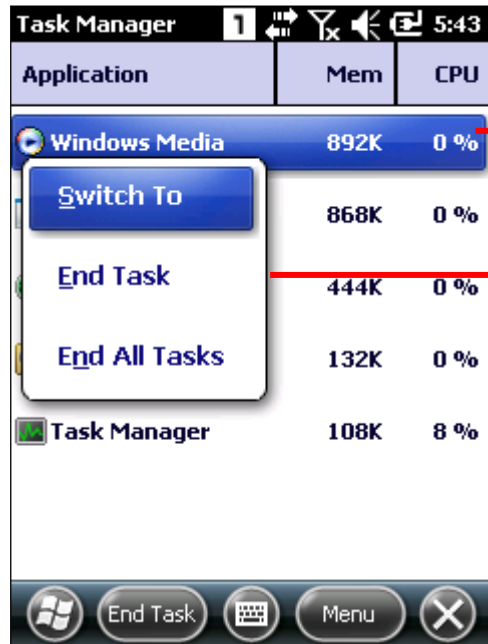 Task Manager 1 5:43
Application Mem CPU
Windows Media 892K 0 %
Switch To
868K 0 %
End Task
444K 0 %
End All Tasks 132K 0 %
Task Manager 108K 8 %
End Task Menu